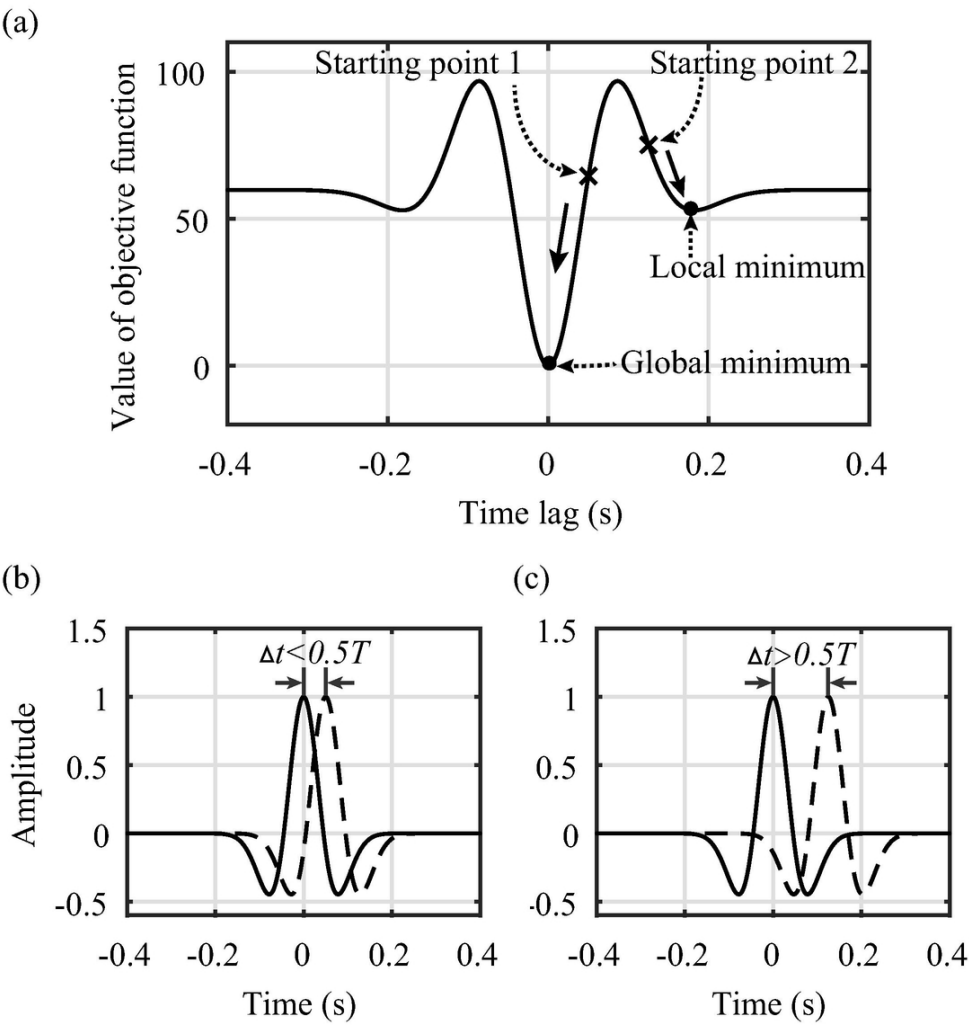 (a)
Value of objective function
100
50
0
Starting point 1
Starting point 2
Local minimum
Global minimum
-0.4 -0.2 0 0.2 0.4
Time lag (s)
(b)
Amplitude
1.5
1
0.5
0
-0.5
Δt<0.5T
-0.4 -0.2 0 0.2 0.4
Time (s)
(c)
1.5
1
0.5
0
-0.5
Δt>0.5T
-0.4 -0.2 0 0.2 0.4
Time (s)